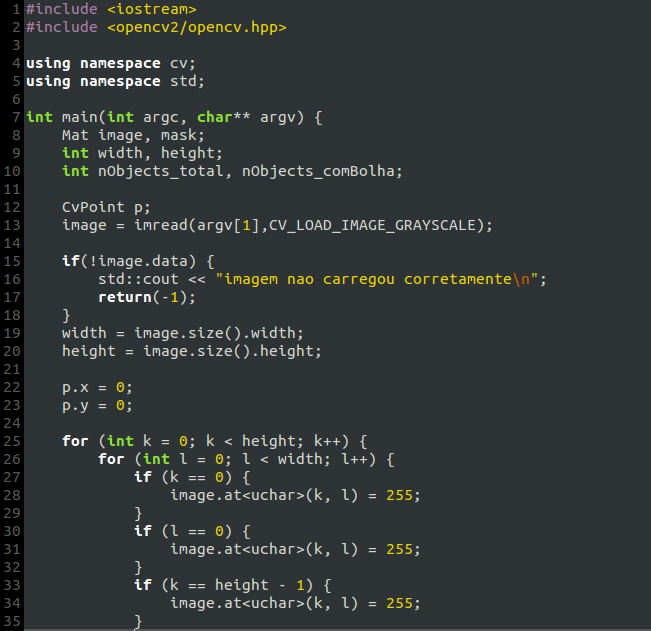 1 #include <iostream>
2 #include <opencv2/opencv.hpp>
3
4 using namespace cv;
5 using namespace std;
6
7 int main(int argc, char** argv) {
8     Mat image, mask;
9     int width, height;
10     int nObjects_total, nObjects_comBolha;
11
12     CvPoint p;
13     image = imread(argv[1],CV_LOAD_IMAGE_GRAYSCALE);
14
15     if(!image.data) {
16         std::cout << "imagem nao carregou corretamente\n";
17         return(-1);
18     }
19     width = image.size().width;
20     height = image.size().height;
21
22     p.x = 0;
23     p.y = 0;
24
25     for (int k = 0; k < height; k++) {
26         for (int l = 0; l < width; l++) {
27             if (k == 0) {
28                 image.at<uchar>(k, l) = 255;
29             }
30             if (l == 0) {
31                 image.at<uchar>(k, l) = 255;
32             }
33             if (k == height - 1) {
34                 image.at<uchar>(k, l) = 255;
35             }